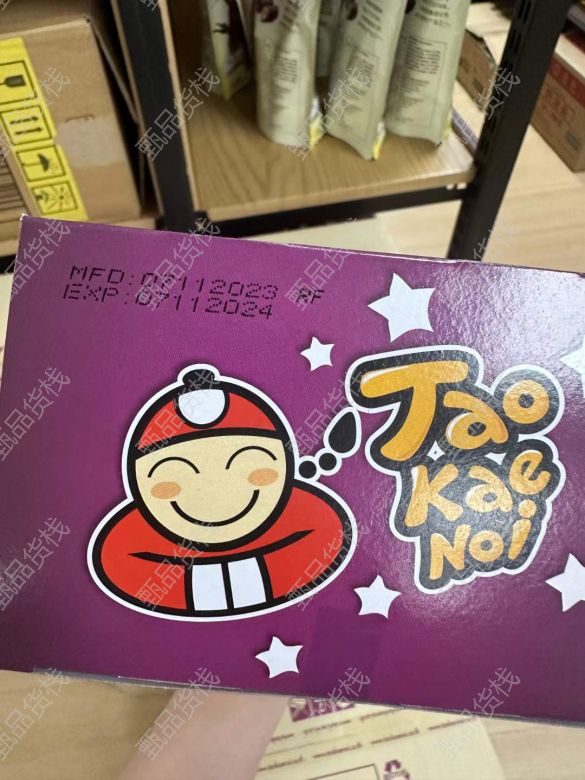 MFD:07112023 RF
EXP:07112024
Tao
Kae
Noi
甄品货栈